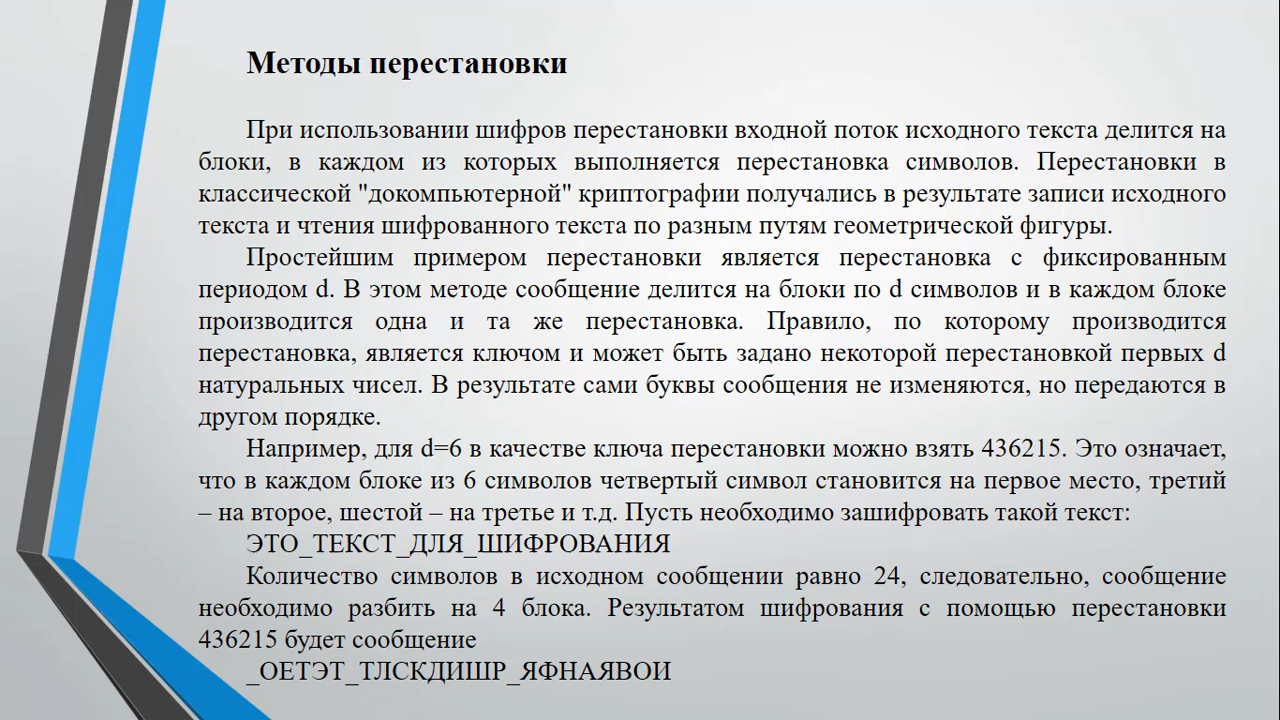 Методы перестановки
При использовании шифров перестановки входной поток исходного текста делится на
блоки, в каждом из которых выполняется перестановка символов. Перестановки в
классической "докомпьютерной" криптографии получались в результате записи исходного
текста и чтения шифрованного текста по разным путям геометрической фигуры.
Простейшим примером перестановки является перестановка с фиксированным
периодом d. В этом методе сообщение делится на блоки по d символов и в каждом блоке
производится одна и та же перестановка. Правило, по которому производится
перестановка, является ключом и может быть задано некоторой перестановкой первых d
натуральных чисел. В результате сами буквы сообщения не изменяются, но передаются в
другом порядке.
Например, для d=6 в качестве ключа перестановки можно взять 436215. Это означает,
что в каждом блоке из 6 символов четвертый символ становится на первое место, третий
– на второе, шестой – на третье и т.д. Пусть необходимо зашифровать такой текст:
ЭТО_ТЕКСТ_ДЛЯ_ШИФРОВАНИЯ
Количество символов в исходном сообщении равно 24, следовательно, сообщение
необходимо разбить на 4 блока. Результатом шифрования с помощью перестановки
436215 будет сообщение
_ОЕТЭТ_ТЛСКДИШР_ЯФНАЯВОИ